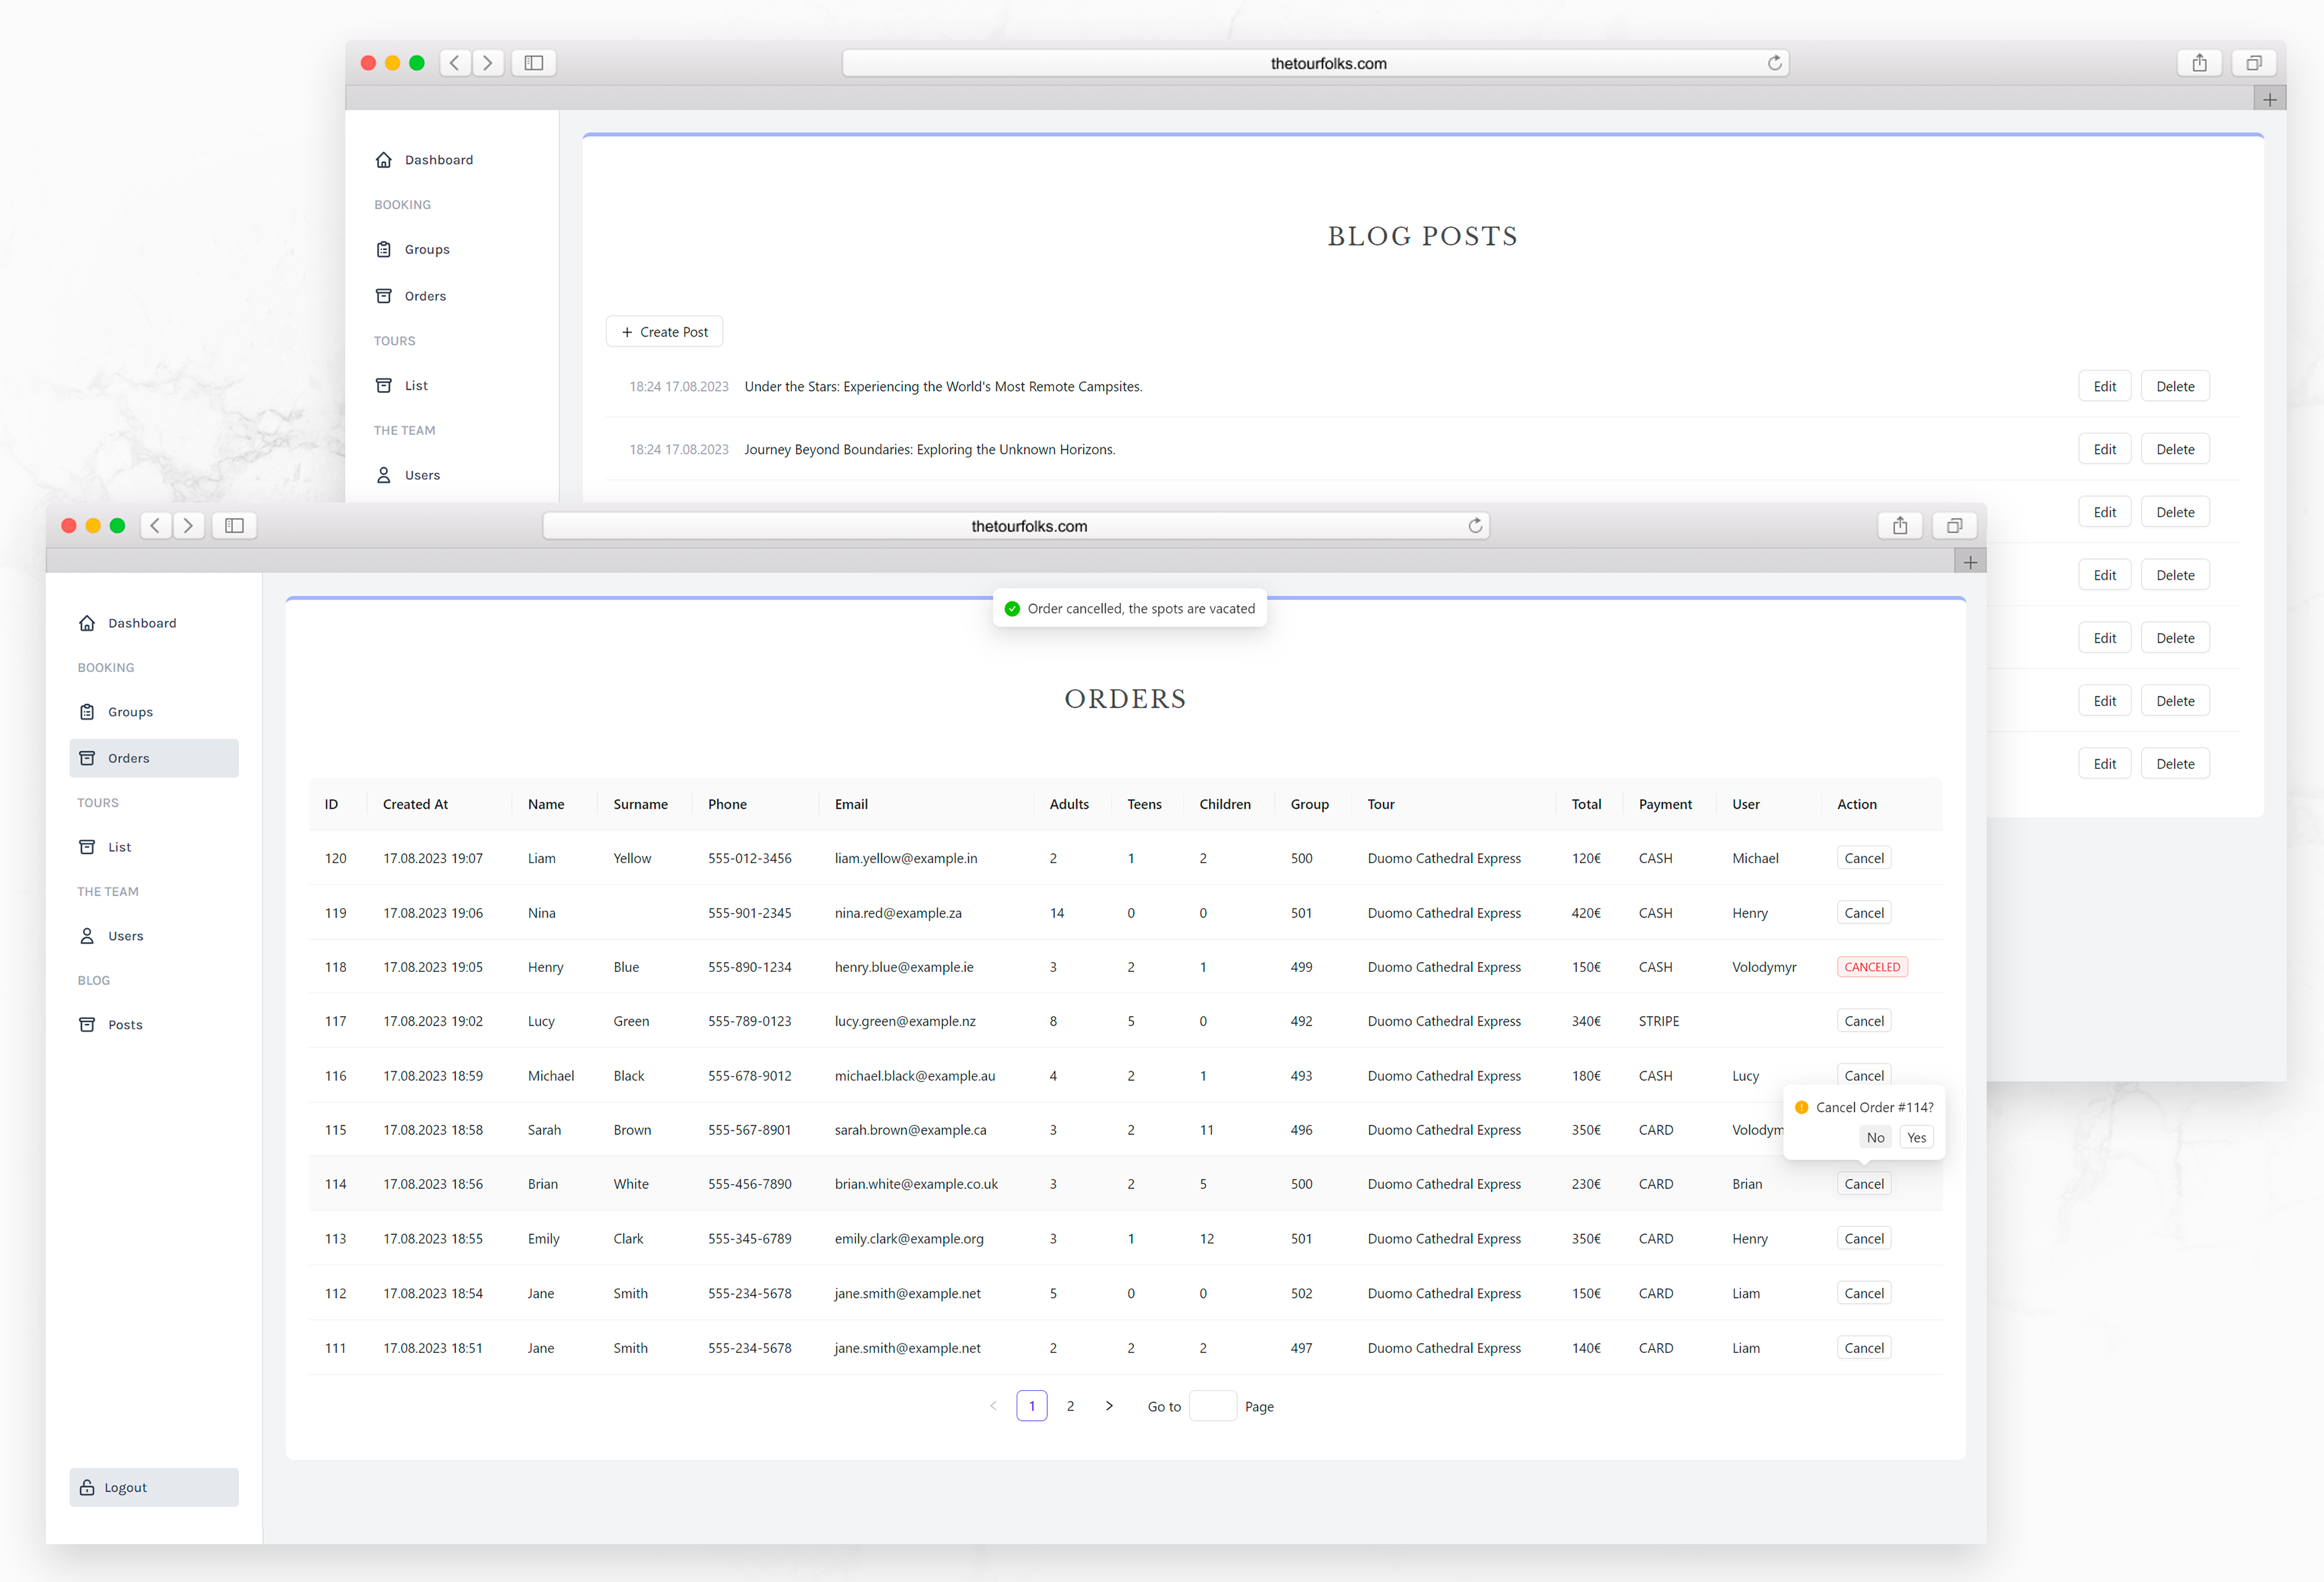 thetourfolks.com
Dashboard
BOOKING
Groups
Orders
TOURS
List
THE TEAM
Users
BLOG POSTS
+ Create Post
18:24 17.08.2023 Under the Stars: Experiencing the World's Most Remote Campsites. Edit Delete
18:24 17.08.2023 Journey Beyond Boundaries: Exploring the Unknown Horizons. Edit Delete
Edit Delete
Edit Delete
Edit Delete
Edit Delete
Edit Delete
thetourfolks.com
Dashboard
BOOKING
Groups
Orders
TOURS
List
THE TEAM
Users
BLOG
Posts
Logout
Order cancelled, the spots are vacated
ORDERS
ID Created At Name Surname Phone Email Adults Teens Children Group Tour Total Payment User Action
120 17.08.2023 19:07 Liam Yellow 555-012-3456 liam.yellow@example.in 2 1 2 500 Duomo Cathedral Express 120€ CASH Michael Cancel
119 17.08.2023 19:06 Nina 555-901-2345 nina.red@example.za 14 0 0 501 Duomo Cathedral Express 420€ CASH Henry Cancel
118 17.08.2023 19:05 Henry Blue 555-890-1234 henry.blue@example.ie 3 2 1 499 Duomo Cathedral Express 150€ CASH Volodymyr CANCELED
117 17.08.2023 19:02 Lucy Green 555-789-0123 lucy.green@example.nz 8 5 0 492 Duomo Cathedral Express 340€ STRIPE Cancel
116 17.08.2023 18:59 Michael Black 555-678-9012 michael.black@example.au 4 2 1 493 Duomo Cathedral Express 180€ CASH Lucy Cancel
Cancel Order #114?
No Yes
115 17.08.2023 18:58 Sarah Brown 555-567-8901 sarah.brown@example.ca 3 2 11 496 Duomo Cathedral Express 350€ CARD Volodym
114 17.08.2023 18:56 Brian White 555-456-7890 brian.white@example.co.uk 3 2 5 500 Duomo Cathedral Express 230€ CARD Brian Cancel
113 17.08.2023 18:55 Emily Clark 555-345-6789 emily.clark@example.org 3 1 12 501 Duomo Cathedral Express 350€ CARD Henry Cancel
112 17.08.2023 18:54 Jane Smith 555-234-5678 jane.smith@example.net 5 0 0 502 Duomo Cathedral Express 150€ CARD Liam Cancel
111 17.08.2023 18:51 Jane Smith 555-234-5678 jane.smith@example.net 2 2 2 497 Duomo Cathedral Express 140€ CARD Liam Cancel
< 1 2 > Go to Page